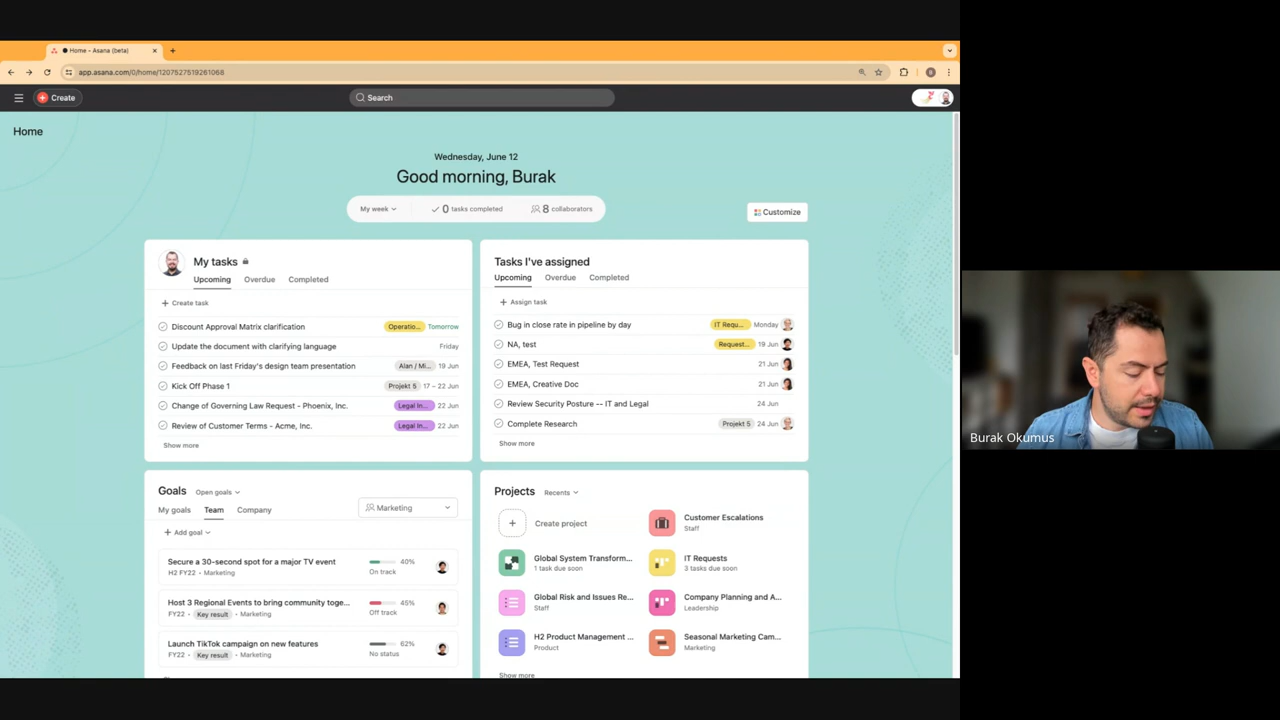 Home - Asana (beta)
app.asana.com/0/home/1207527519261068
Create
Search
Home
Wednesday, June 12
Good morning, Burak
My week
0 tasks completed
8 collaborators
Customize
My tasks
Upcoming Overdue Completed
Create task
Discount Approval Matrix clarification Operatio... Tomorrow
Update the document with clarifying language Friday
Feedback on last Friday's design team presentation Alan / Mi... 19 Jun
Kick Off Phase 1 Projekt 5 17 – 22 Jun
Change of Governing Law Request - Phoenix, Inc. Legal In... 22 Jun
Review of Customer Terms - Acme, Inc. Legal In... 22 Jun
Show more
Tasks I've assigned
Upcoming Overdue Completed
Assign task
Bug in close rate in pipeline by day IT Requ... Monday
NA, test Request... 19 Jun
EMEA, Test Request 21 Jun
EMEA, Creative Doc 21 Jun
Review Security Posture -- IT and Legal 24 Jun
Complete Research Projekt 5 24 Jun
Show more
Goals Open goals
My goals Team Company
Marketing
Add goal
Secure a 30-second spot for a major TV event 40%
H2 FY22 • Marketing On track
Host 3 Regional Events to bring community toge... 45%
FY22 • Key result • Marketing Off track
Launch TikTok campaign on new features 62%
FY22 • Key result • Marketing No status
Projects Recents
Create project
Customer Escalations
Staff
Global System Transform...
1 task due soon
IT Requests
3 tasks due soon
Global Risk and Issues Re...
Staff
Company Planning and A...
Leadership
H2 Product Management ...
Product
Seasonal Marketing Cam...
Marketing
Show more
Burak Okumus